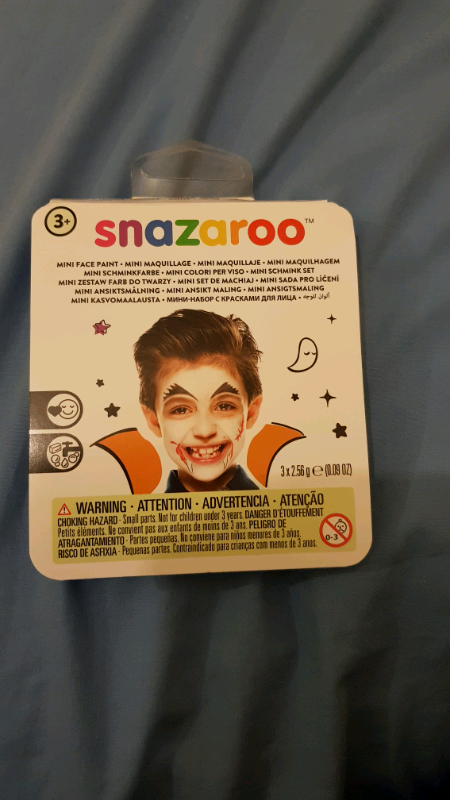 3+
snazaroo™
MINI FACE PAINT • MINI MAQUILLAGE • MINI MAQUILLAJE • MINI MAQUILHAGEM
MINI SCHMINKFARBE • MINI COLORI PER VISO • MINI SCHMINK SET
MINI ZESTAW FARB DO TWARZY • MINI SET DE MACHIAJ • MINI SADA PRO LÍČENÍ
MINI ANSIKTSMÅLNING • MINI ANSIKT MALING • MINI ANSIGTSMALING
MINI KASVOMAALAUSTA • МИНИ-НАБОР С КРАСКАМИ ДЛЯ ЛИЦА • ألوان للوجه
3 x 2.56 g e (0.09 OZ)
WARNING • ATTENTION • ADVERTENCIA • ATENÇÃO
CHOKING HAZARD - Small parts. Not for children under 3 years. DANGER D'ÉTOUFFEMENT
Petits éléments. Ne convient pas aux enfants de moins de 3 ans. PELIGRO DE
ATRAGANTAMIENTO - Partes pequeñas. No conviene para niños menores de 3 años.
RISCO DE ASFIXIA - Pequenas partes. Contraindicado para crianças com menos de 3 anos.
0-3